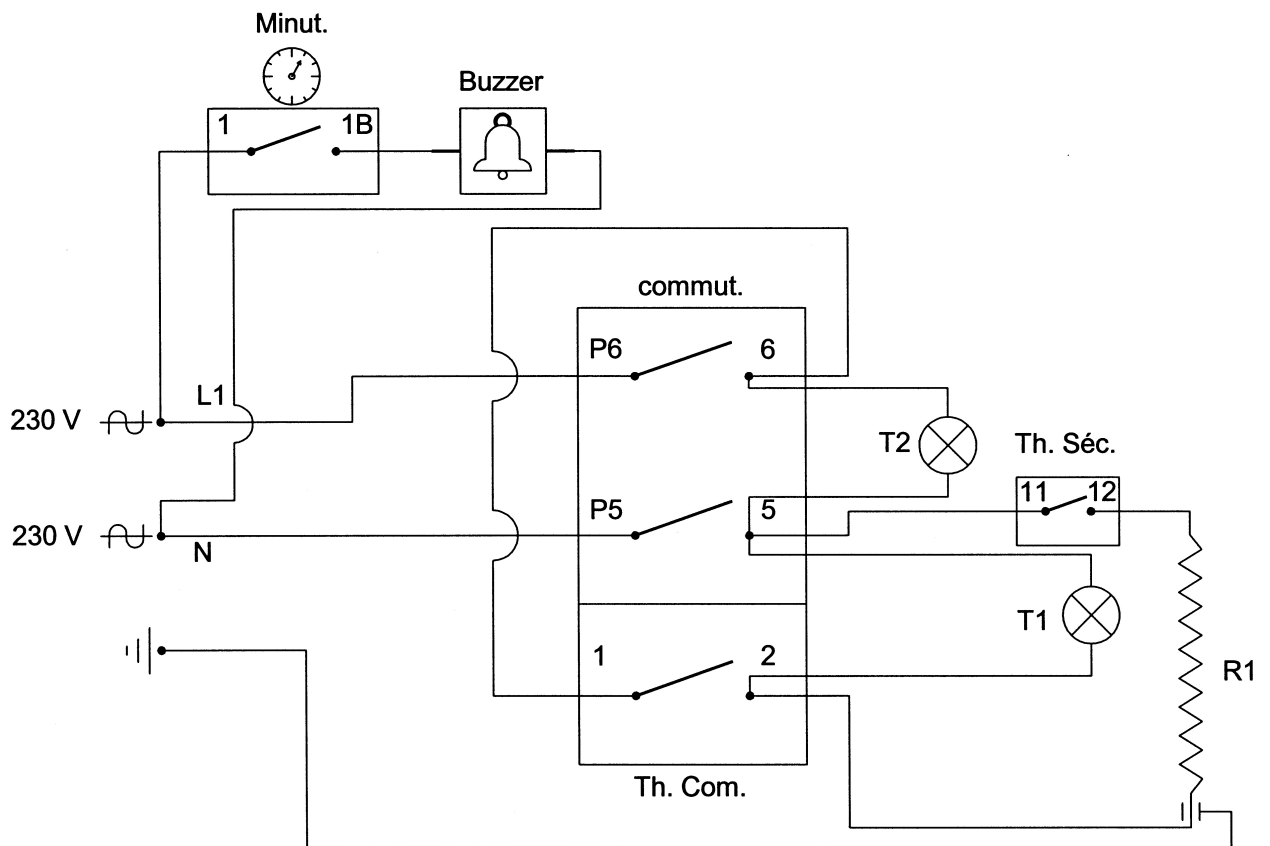 Minut.
Buzzer
1 1B
commut.
P6 6
L1
230 V
T2
Th. Séc.
11 12
P5 5
230 V
N
T1
1 2
R1
Th. Com.